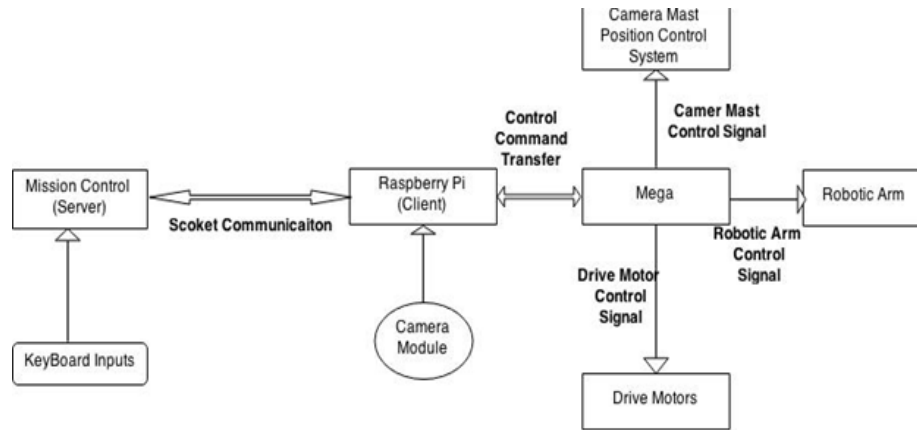 Camera Mast
Position Control
System
Camer Mast
Control Signal
Control
Command
Transfer
Mission Control
(Server)
Scoket Communicaiton
Raspberry Pi
(Client)
Mega
Robotic Arm
Robotic Arm
Control
Signal
Drive Motor
Control
Signal
Camera
Module
KeyBoard Inputs
Drive Motors